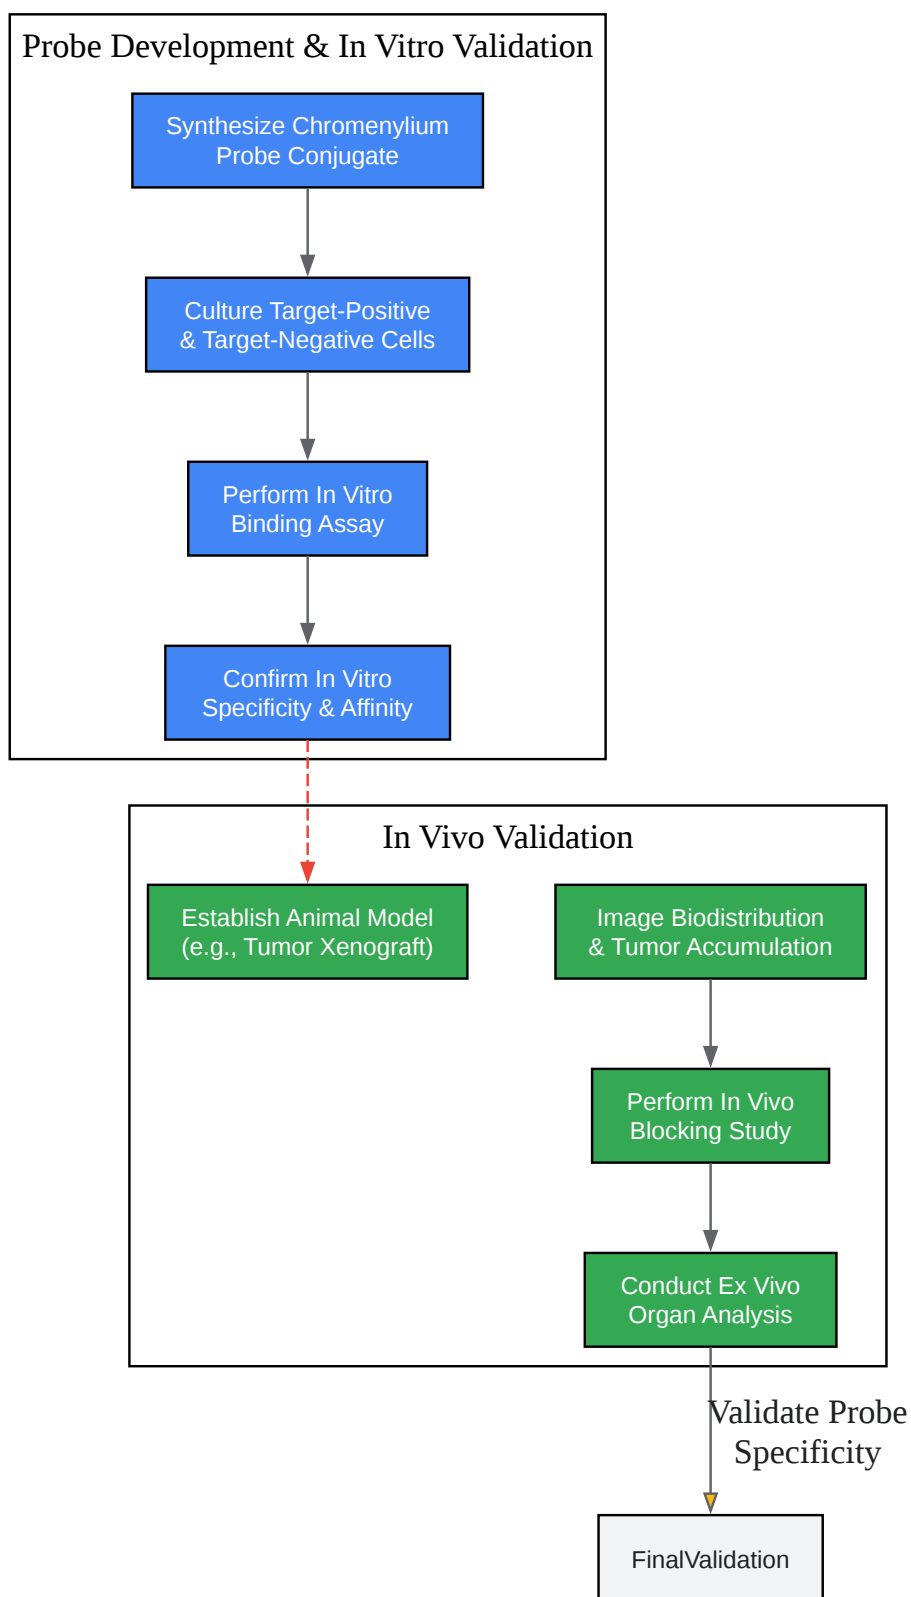 Probe Development & In Vitro Validation
Synthesize Chromenylium
Probe Conjugate
Culture Target-Positive
& Target-Negative Cells
Perform In Vitro
Binding Assay
Confirm In Vitro
Specificity & Affinity
In Vivo Validation
Establish Animal Model
(e.g., Tumor Xenograft)
Image Biodistribution
& Tumor Accumulation
Perform In Vivo
Blocking Study
Conduct Ex Vivo
Organ Analysis
Validate Probe
Specificity
FinalValidation